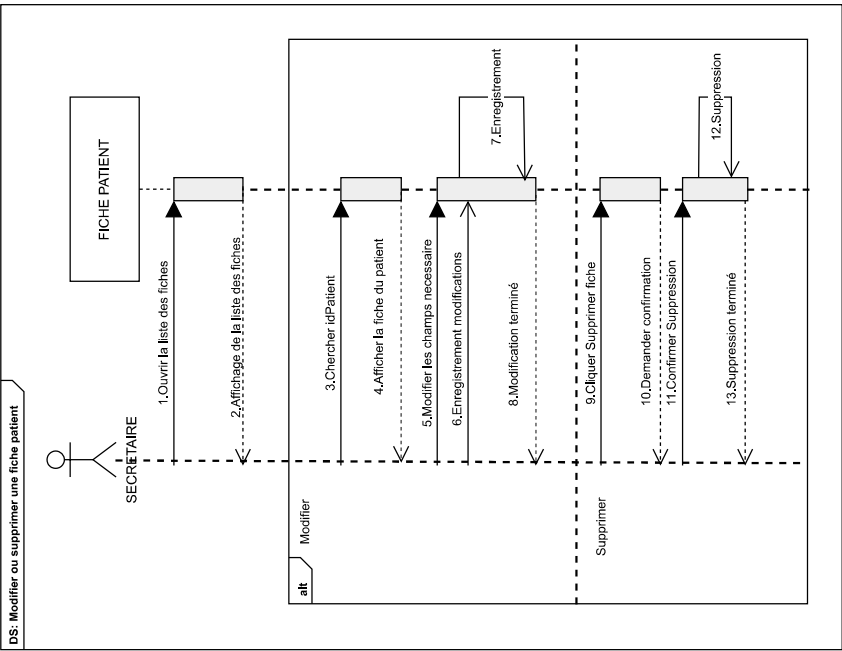 DS: Modifier ou supprimer une fiche patient
SECRETAIRE
FICHE PATIENT
1.Ouvrir la liste des fiches
2.Affichage de la liste des fiches
alt
Modifier
3.Chercher idPatient
4.Afficher la fiche du patient
5.Modifier les champs necessaire
6.Enregistrement modifications
7.Enregistrement
8.Modification terminé
Supprimer
9.Cliquer Supprimer fiche
10.Demander confirmation
11.Confirmer Suppression
12.Suppression
13.Suppression terminé